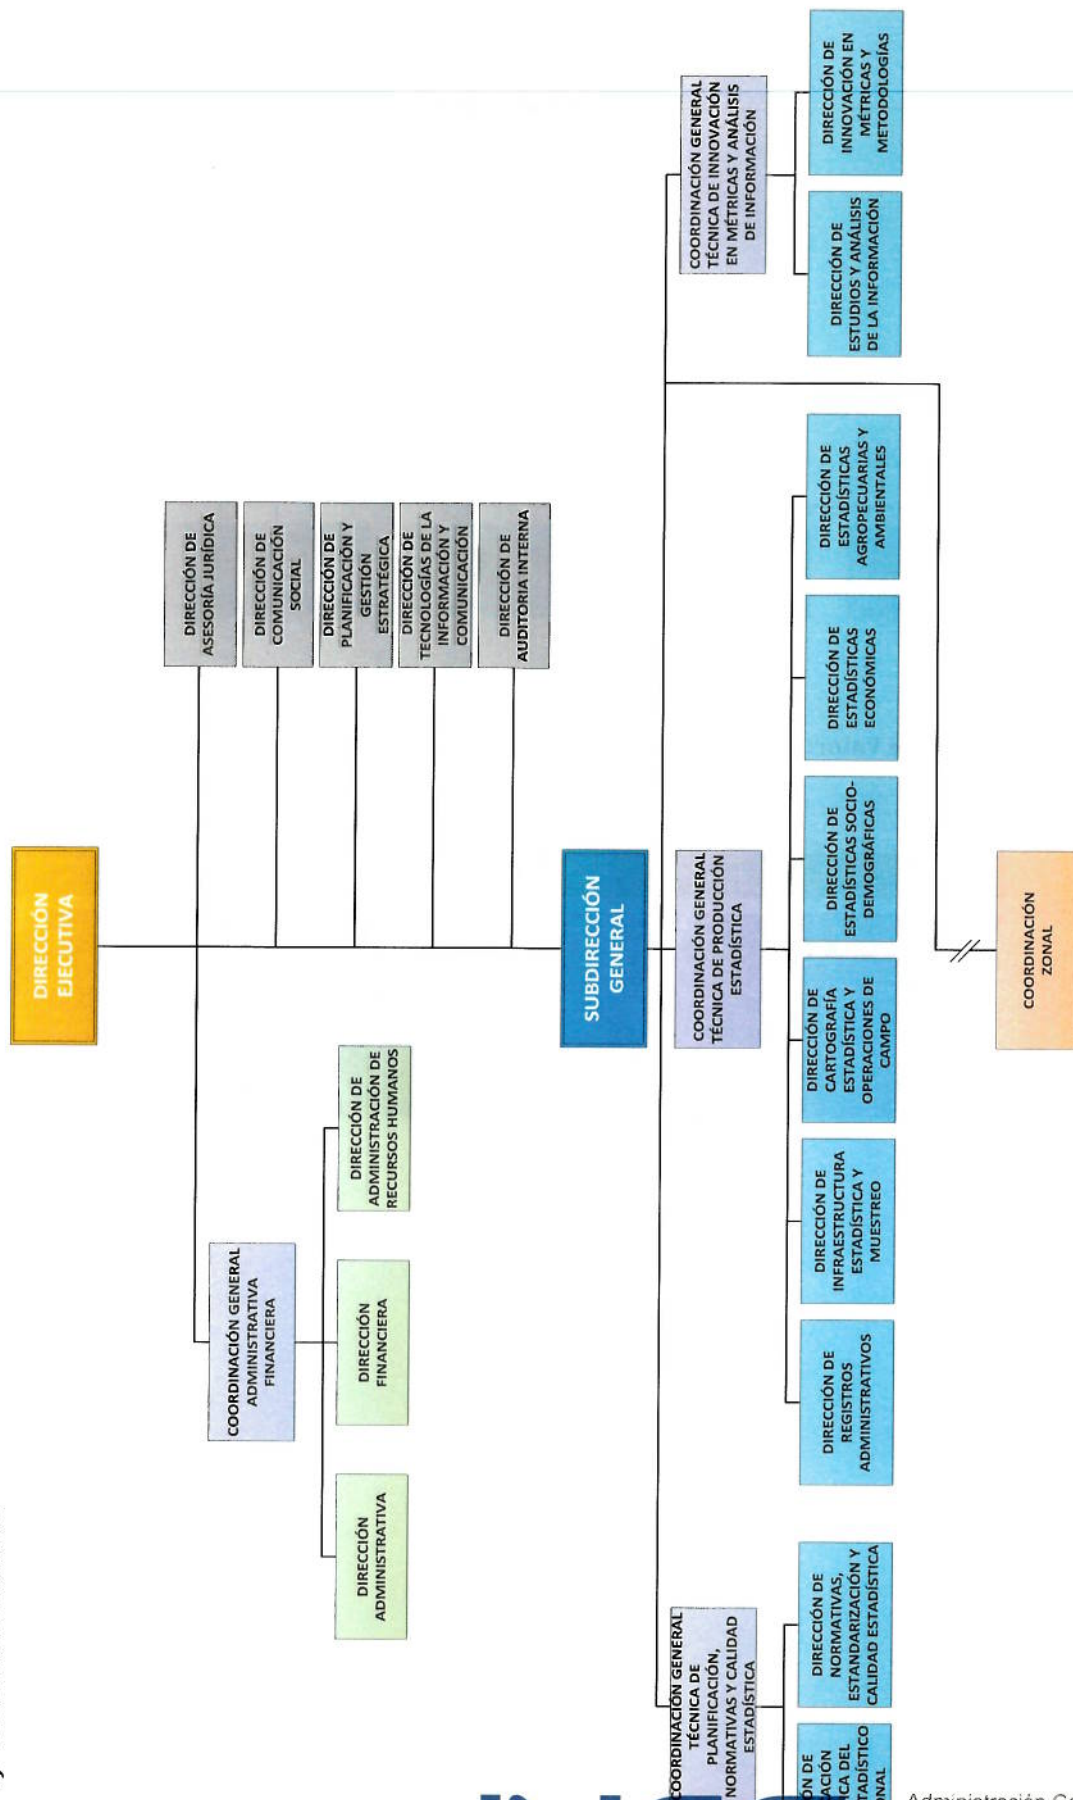 DIRECCIÓN
EJECUTIVA
DIRECCIÓN DE
ASESORÍA JURÍDICA
DIRECCIÓN DE
COMUNICACIÓN
SOCIAL
DIRECCIÓN DE
PLANIFICACIÓN Y
GESTIÓN
ESTRATÉGICA
DIRECCIÓN DE
TECNOLOGÍAS DE LA
INFORMACIÓN Y
COMUNICACIÓN
DIRECCIÓN DE
AUDITORIA INTERNA
COORDINACIÓN GENERAL
ADMINISTRATIVA
FINANCIERA
DIRECCIÓN
ADMINISTRATIVA
DIRECCIÓN
FINANCIERA
DIRECCIÓN DE
ADMINISTRACIÓN DE
RECURSOS HUMANOS
SUBDIRECCIÓN
GENERAL
COORDINACIÓN GENERAL
TÉCNICA DE
PLANIFICACIÓN,
NORMATIVAS Y CALIDAD
ESTADÍSTICA
COORDINACIÓN GENERAL
TÉCNICA DE PRODUCCIÓN
ESTADÍSTICA
COORDINACIÓN GENERAL
TÉCNICA DE INNOVACIÓN
EN MÉTRICAS Y ANÁLISIS
DE INFORMACIÓN
DIRECCIÓN DE
NORMATIVAS,
ESTANDARIZACIÓN Y
CALIDAD ESTADÍSTICA
DIRECCIÓN DE
REGISTROS
ADMINISTRATIVOS
DIRECCIÓN DE
INFRAESTRUCTURA
ESTADÍSTICA Y
MUESTREO
DIRECCIÓN DE
CARTOGRAFÍA
ESTADÍSTICA Y
OPERACIONES DE
CAMPO
DIRECCIÓN DE
ESTADÍSTICAS SOCIO-
DEMOGRÁFICAS
DIRECCIÓN DE
ESTADÍSTICAS
ECONÓMICAS
DIRECCIÓN DE
ESTADÍSTICAS
AGROPECUARIAS Y
AMBIENTALES
DIRECCIÓN DE
ESTUDIOS Y ANÁLISIS
DE LA INFORMACIÓN
DIRECCIÓN DE
INNOVACIÓN EN
MÉTRICAS Y
METODOLOGÍAS
COORDINACIÓN
ZONAL